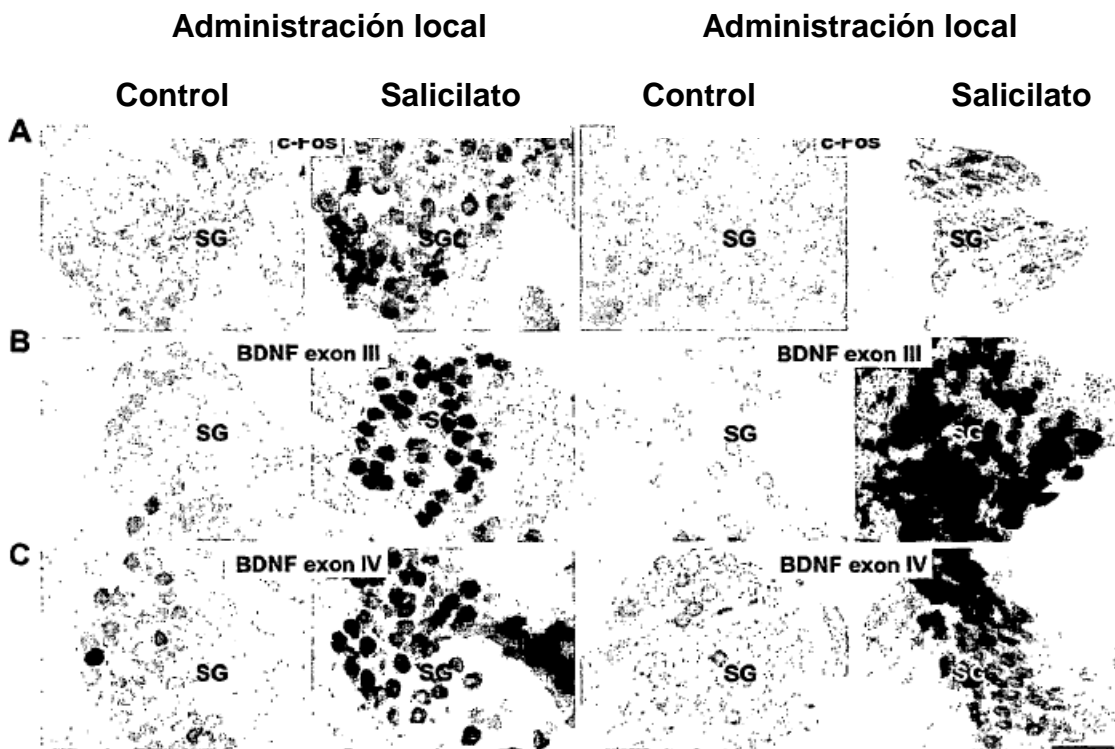 Administración local Administración local
Control Salicilato Control Salicilato
A c-Fos c-Fos
SG SGL SG SG
B BDNF exon III BDNF exon III
SG SG SG SG
C BDNF exon IV BDNF exon IV
SG SG SG SG